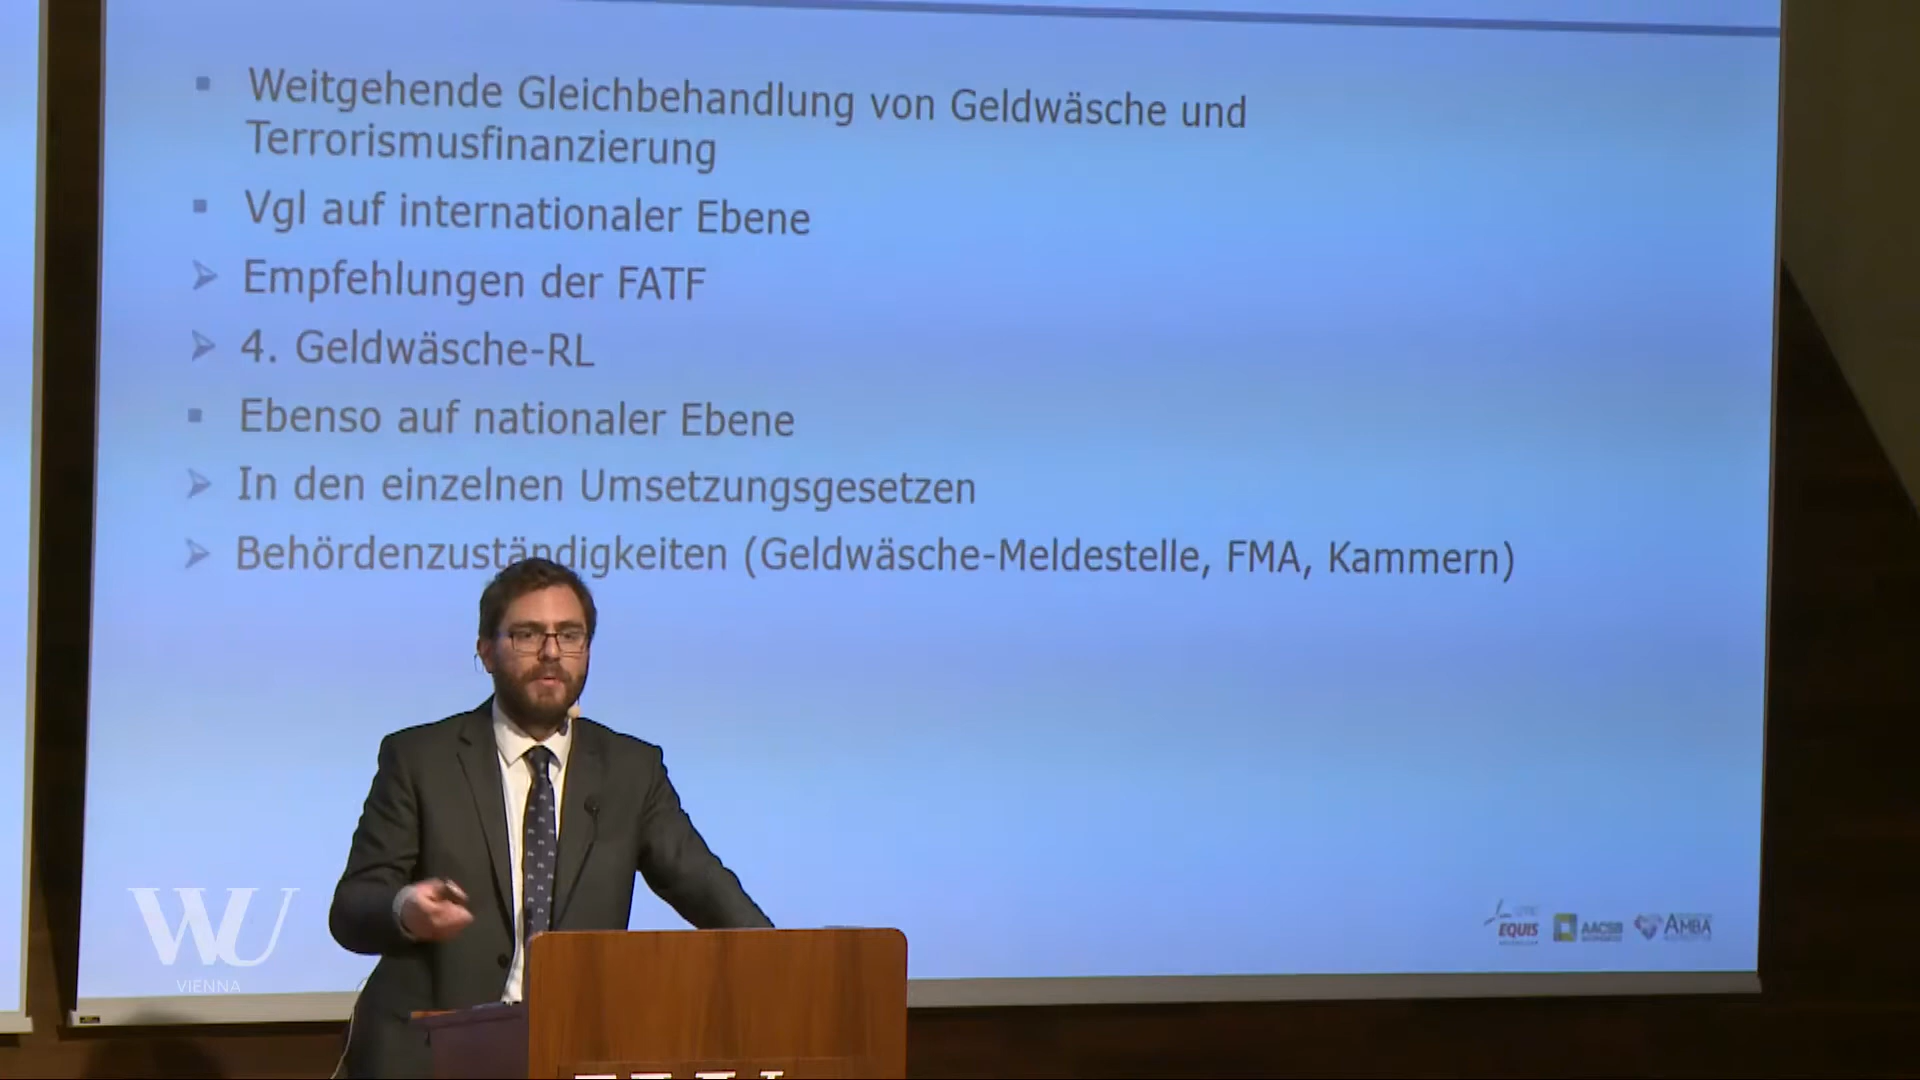 Weitgehende Gleichbehandlung von Geldwäsche und
Terrorismusfinanzierung
Vgl auf internationaler Ebene
Empfehlungen der FATF
4. Geldwäsche-RL
Ebenso auf nationaler Ebene
In den einzelnen Umsetzungsgesetzen
Behördenzuständigkeiten (Geldwäsche-Meldestelle, FMA, Kammern)
WU
VIENNA
EQUIS
AACSB
AMBA